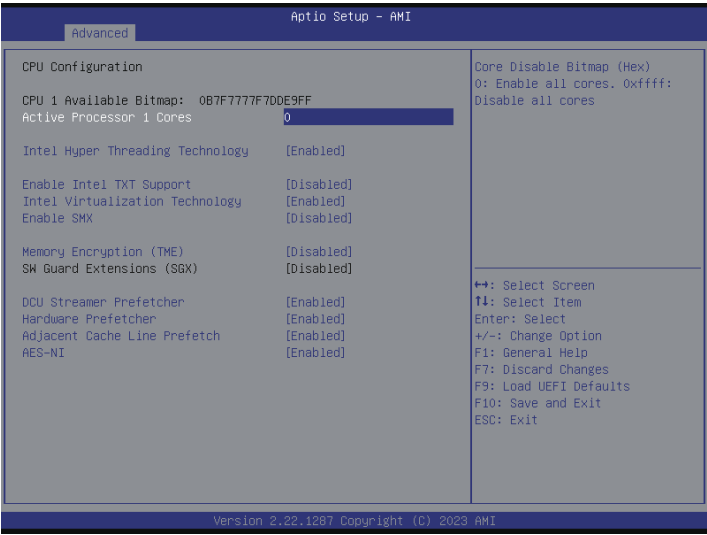 Aptio Setup - AMI
Advanced
CPU Configuration
CPU 1 Available Bitmap: 0B7F7777F7DDE9FF
Active Processor 1 Cores 0
Intel Hyper Threading Technology [Enabled]
Enable Intel TXT Support [Disabled]
Intel Virtualization Technology [Enabled]
Enable SMX [Disabled]
Memory Encryption (TME) [Disabled]
SW Guard Extensions (SGX) [Disabled]
DCU Streamer Prefetcher [Enabled]
Hardware Prefetcher [Enabled]
Adjacent Cache Line Prefetch [Enabled]
AES-NI [Enabled]
Core Disable Bitmap (Hex)
0: Enable all cores. 0xffff:
Disable all cores
↔: Select Screen
↑↓: Select Item
Enter: Select
+/-: Change Option
F1: General Help
F7: Discard Changes
F9: Load UEFI Defaults
F10: Save and Exit
ESC: Exit
Version 2.22.1287 Copyright (C) 2023 AMI